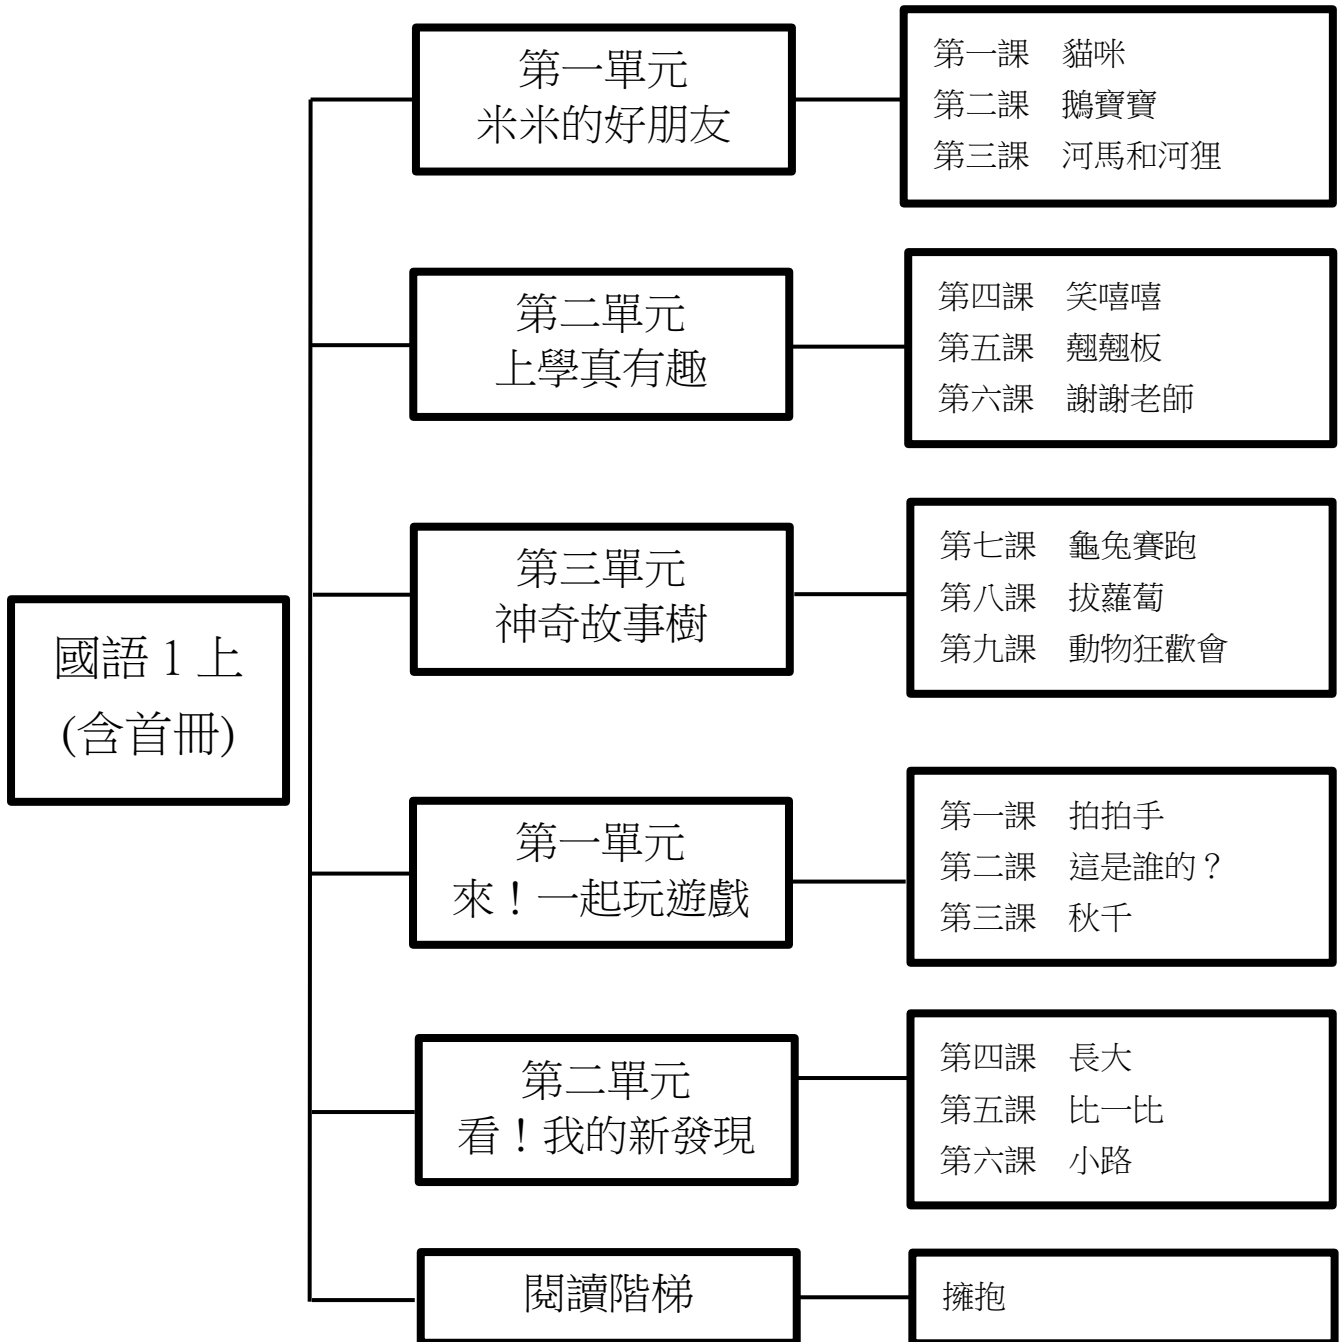 國語 1 上
(含首冊)
第一單元
米米的好朋友
第一課 貓咪
第二課 鵝寶寶
第三課 河馬和河狸
第二單元
上學真有趣
第四課 笑嘻嘻
第五課 翹翹板
第六課 謝謝老師
第三單元
神奇故事樹
第七課 龜兔賽跑
第八課 拔蘿蔔
第九課 動物狂歡會
第一單元
來！一起玩遊戲
第一課 拍拍手
第二課 這是誰的？
第三課 秋千
第二單元
看！我的新發現
第四課 長大
第五課 比一比
第六課 小路
閱讀階梯
擁抱